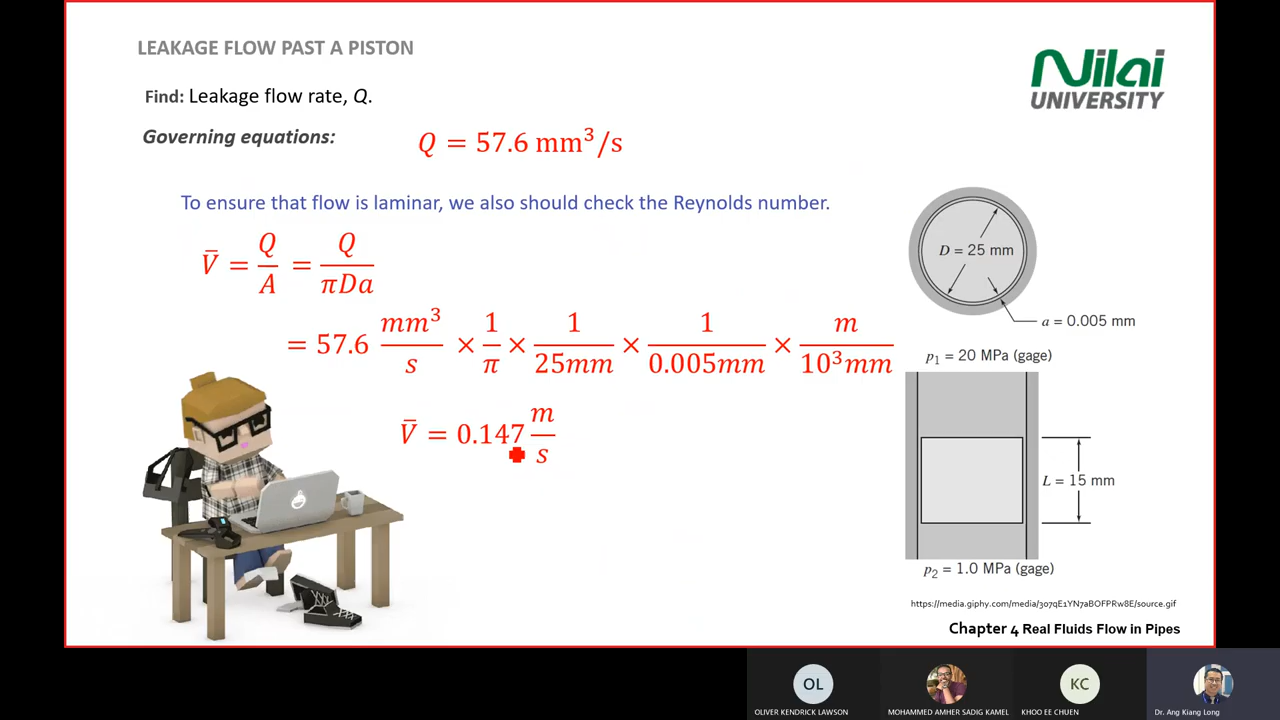 LEAKAGE FLOW PAST A PISTON
Nilai
UNIVERSITY
Find: Leakage flow rate, Q.
Governing equations:
Q = 57.6 mm³/s
To ensure that flow is laminar, we also should check the Reynolds number.
V̄ = Q/A = Q/πDa
= 57.6 mm³/s × 1/π × 1/25mm × 1/0.005mm × m/10³mm
V̄ = 0.147 m/s
D = 25 mm
a = 0.005 mm
p₁ = 20 MPa (gage)
L = 15 mm
p₂ = 1.0 MPa (gage)
https://media.giphy.com/media/3o7qE1YN7aBOFPRw8E/source.gif
Chapter 4 Real Fluids Flow in Pipes
OL
KC
OLIVER KENDRICK LAWSON
MOHAMMED AMHER SADIG KAMEL
KHOO EE CHUEN
Dr. Ang Kiang Long